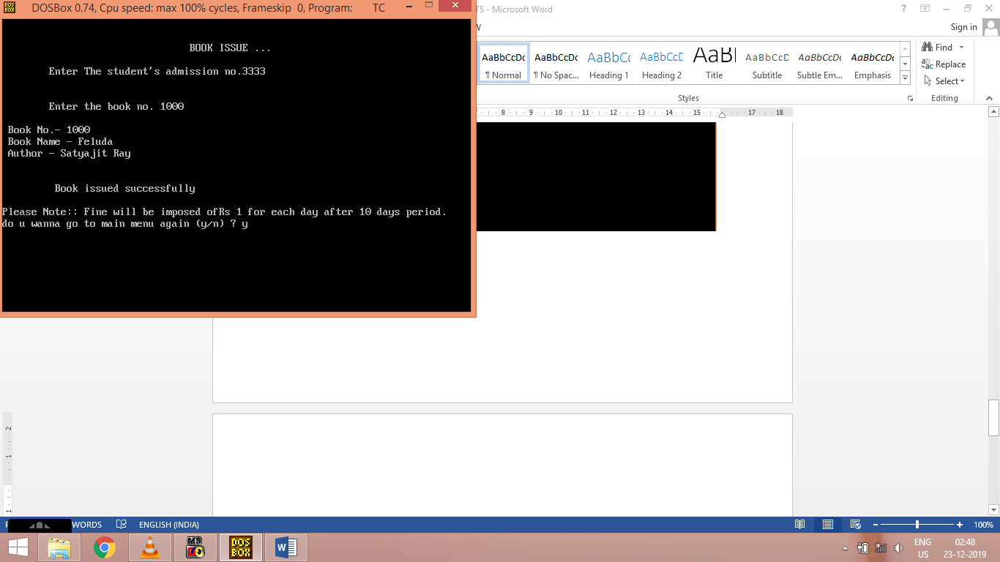 DOSBox 0.74, Cpu speed: max 100% cycles, Frameskip 0, Program: TC
TS - Microsoft Word
Sign in
BOOK ISSUE ...
Enter The student's admission no.3333
Enter the book no. 1000
Book No.- 1000
Book Name - Feluda
Author - Satyajit Ray
Book issued successfully
Please Note:: Fine will be imposed ofRs 1 for each day after 10 days period.
do u wanna go to main menu again (y/n) ? y
AaBbCcDc AaBbCcDc AaBbCc AaBbCcD AaBl AaBbCcD AaBbCcDc AaBbCcDc
¶ Normal ¶ No Spac... Heading 1 Heading 2 Title Subtitle Subtle Em... Emphasis
Styles
Find
Replace
Select
Editing
8 9 10 11 12 13 14 15 17 18
2
1
1
WORDS ENGLISH (INDIA) 100%
MS
DOS
BOX
W
ENG
US
02:48
23-12-2019